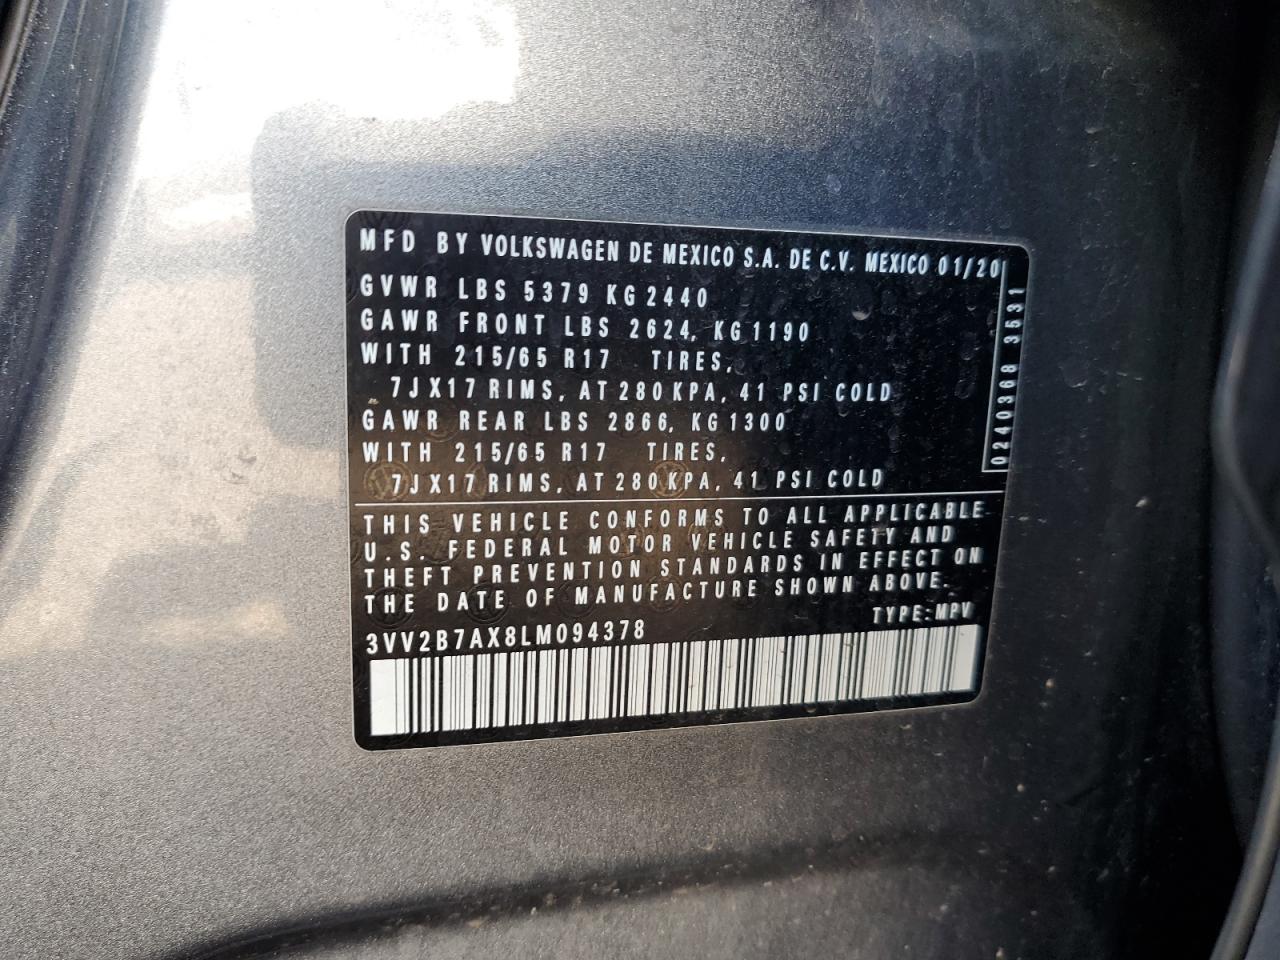 MFD BY VOLKSWAGEN DE MEXICO S.A. DE C.V. MEXICO 01/20
GVWR LBS 5379 KG 2440
GAWR FRONT LBS 2624, KG 1190
WITH 215/65 R17 TIRES,
7JX17 RIMS, AT 280 KPA, 41 PSI COLD
GAWR REAR LBS 2866, KG 1300
WITH 215/65 R17 TIRES,
7JX17 RIMS, AT 280 KPA, 41 PSI COLD
0240368 3531
THIS VEHICLE CONFORMS TO ALL APPLICABLE
U.S. FEDERAL MOTOR VEHICLE SAFETY AND
THEFT PREVENTION STANDARDS IN EFFECT ON
THE DATE OF MANUFACTURE SHOWN ABOVE.
TYPE: MPV
3VV2B7AX8LM094378